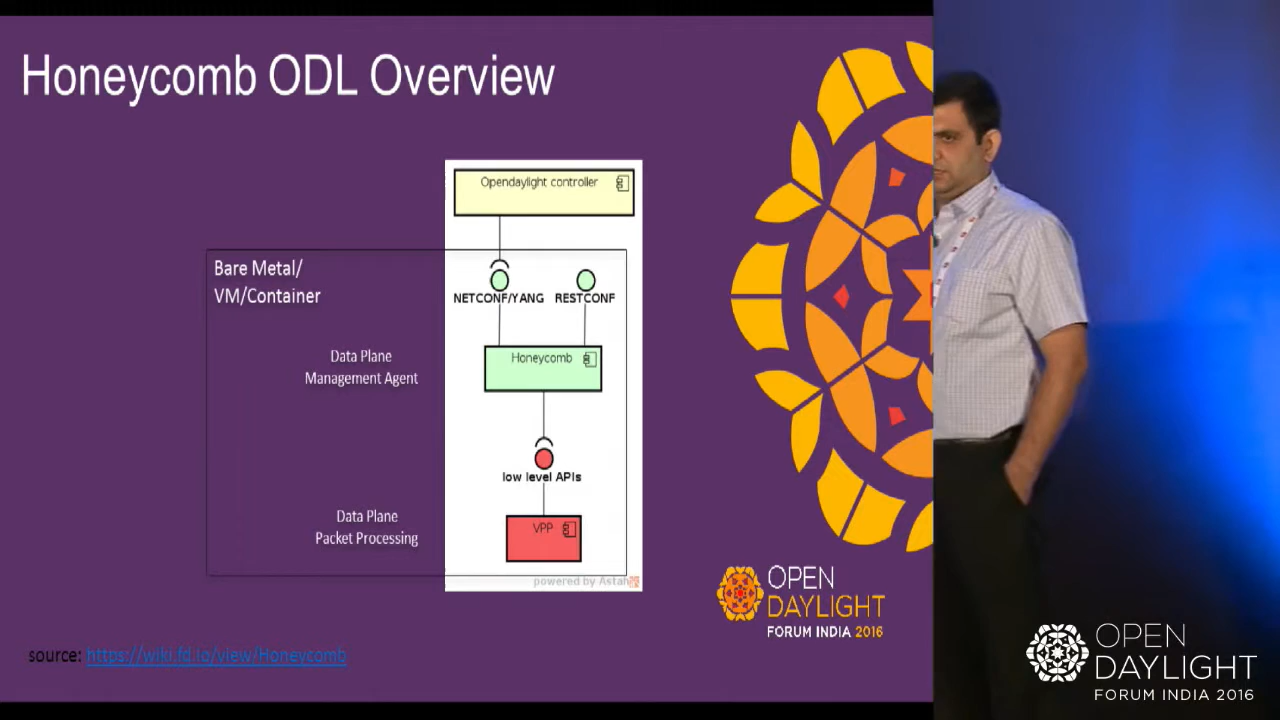 Honeycomb ODL Overview
Opendaylight controller
Bare Metal/
VM/Container
NETCONF/YANG RESTCONF
Data Plane
Management Agent
Honeycomb
low level APIs
Data Plane
Packet Processing
VPP
powered by Astah
source: https://wiki.fd.io/view/Honeycomb
OPEN
DAYLIGHT
FORUM INDIA 2016
OPEN
DAYLIGHT
FORUM INDIA 2016